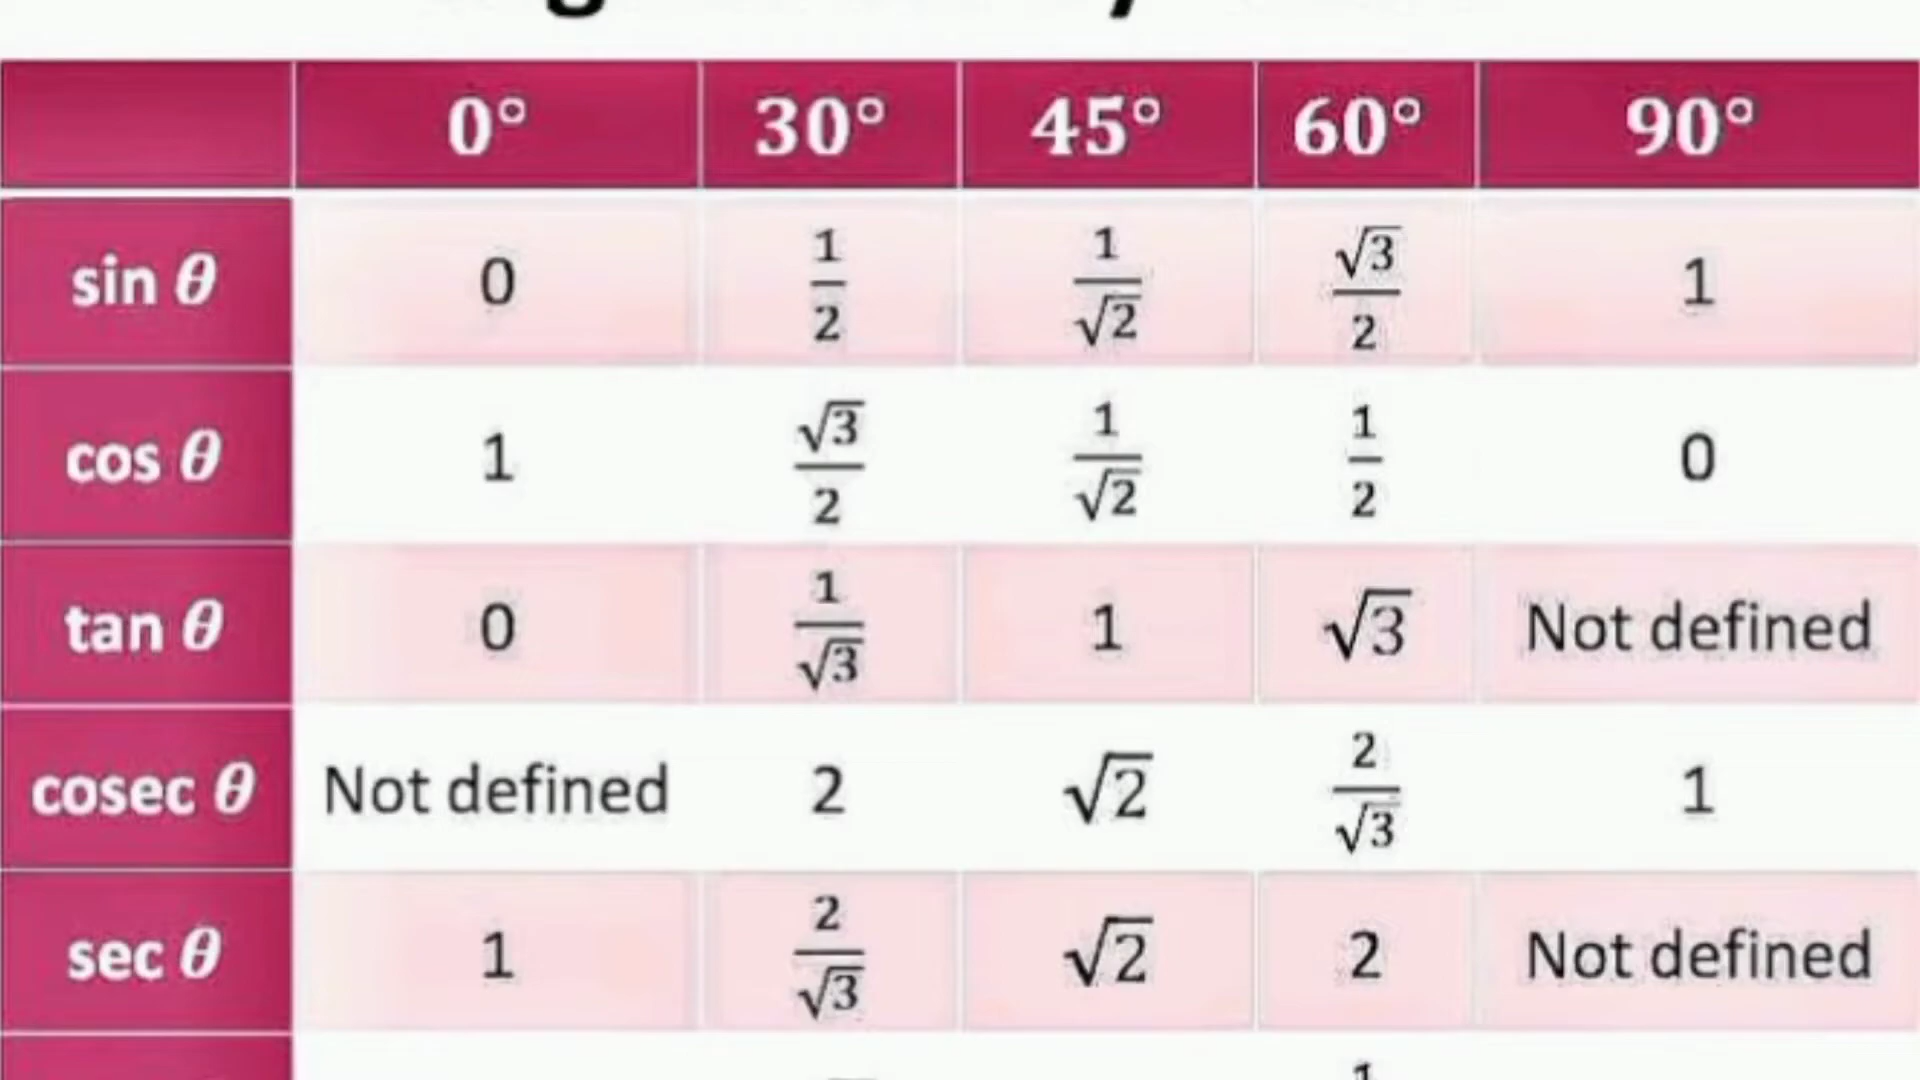 0° 30° 45° 60° 90°
sin θ 0 1/2 1/√2 √3/2 1
cos θ 1 √3/2 1/√2 1/2 0
tan θ 0 1/√3 1 √3 Not defined
cosec θ Not defined 2 √2 2/√3 1
sec θ 1 2/√3 √2 2 Not defined